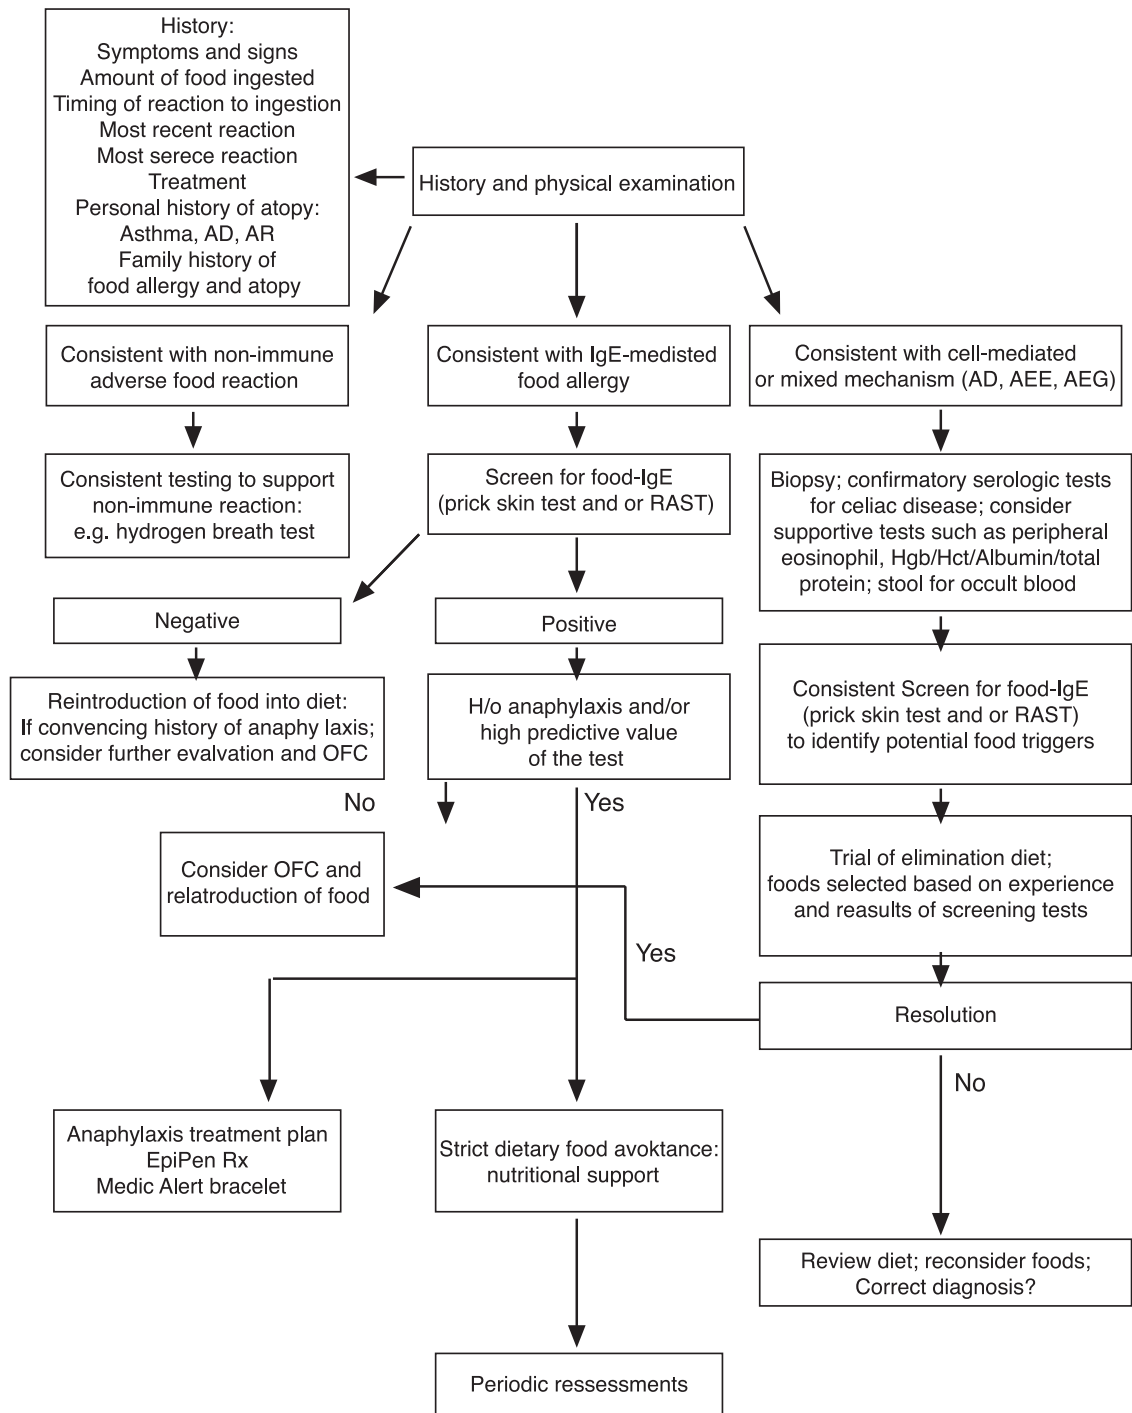 History:
Symptoms and signs
Amount of food ingested
Timing of reaction to ingestion
Most recent reaction
Most serece reaction
Treatment
Personal history of atopy:
Asthma, AD, AR
Family history of
food allergy and atopy
History and physical examination
Consistent with non-immune
adverse food reaction
Consistent with IgE-medisted
food allergy
Consistent with cell-mediated
or mixed mechanism (AD, AEE, AEG)
Consistent testing to support
non-immune reaction:
e.g. hydrogen breath test
Screen for food-IgE
(prick skin test and or RAST)
Biopsy; confirmatory serologic tests
for celiac disease; consider
supportive tests such as peripheral
eosinophil, Hgb/Hct/Albumin/total
protein; stool for occult blood
Negative
Positive
Reintroduction of food into diet:
If convencing history of anaphy laxis;
consider further evalvation and OFC
H/o anaphylaxis and/or
high predictive value
of the test
Consistent Screen for food-IgE
(prick skin test and or RAST)
to identify potential food triggers
No
Yes
Consider OFC and
relatroduction of food
Trial of elimination diet;
foods selected based on experience
and reasults of screening tests
Yes
Resolution
No
Anaphylaxis treatment plan
EpiPen Rx
Medic Alert bracelet
Strict dietary food avoktance:
nutritional support
Review diet; reconsider foods;
Correct diagnosis?
Periodic ressessments